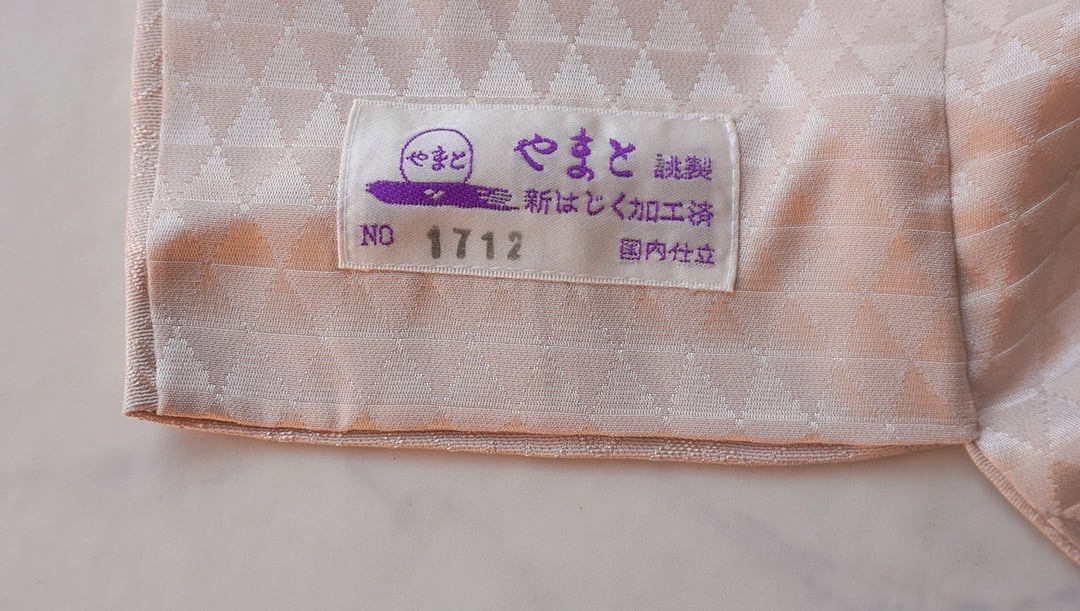 やまと
やまと 誂製
新はじく加工済
NO 1712
国内仕立